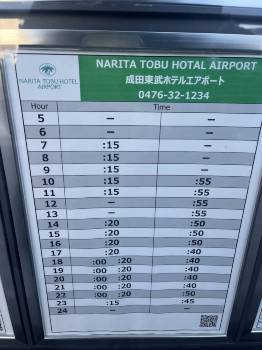 NARITA TOBU HOTEL
AIRPORT
NARITA TOBU HOTAL AIRPORT
成田東武ホテルエアポート
0476-32-1234
Hour Time
5 – –
6 – –
7 :15 –
8 :15 –
9 :15 –
10 :15 :55
11 :15 :55
12 – :55
13 – :55
14 :20 :50
15 :20 :50
16 :20 :50
17 :20 :40
18 :00 :20 :40
19 :00 :20 :40
20 :00 :20 :40
21 :00 :20 :40
22 :00 :20 :50
23 :15 :45
24 – –